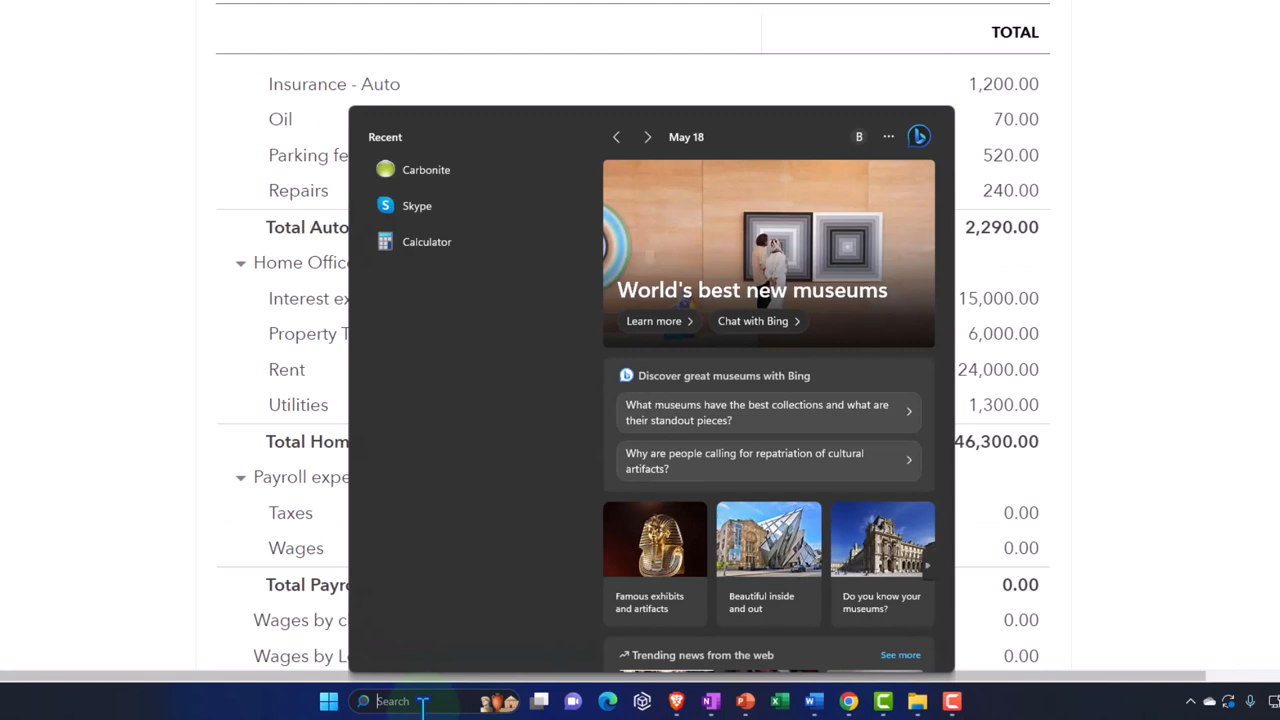 TOTAL
Insurance - Auto 1,200.00
Oil 70.00
Parking fe 520.00
Repairs 240.00
Total Auto 2,290.00
Home Offic
Interest ex 15,000.00
Property T 6,000.00
Rent 24,000.00
Utilities 1,300.00
Total Hom 46,300.00
Payroll expe
Taxes 0.00
Wages 0.00
Total Payro 0.00
Wages by c 0.00
Wages by L 0.00
Recent
Carbonite
Skype
Calculator
May 18
B
World's best new museums
Learn more
Chat with Bing
Discover great museums with Bing
What museums have the best collections and what are
their standout pieces?
Why are people calling for repatriation of cultural
artifacts?
Famous exhibits
and artifacts
Beautiful inside
and out
Do you know your
museums?
Trending news from the web See more
Search